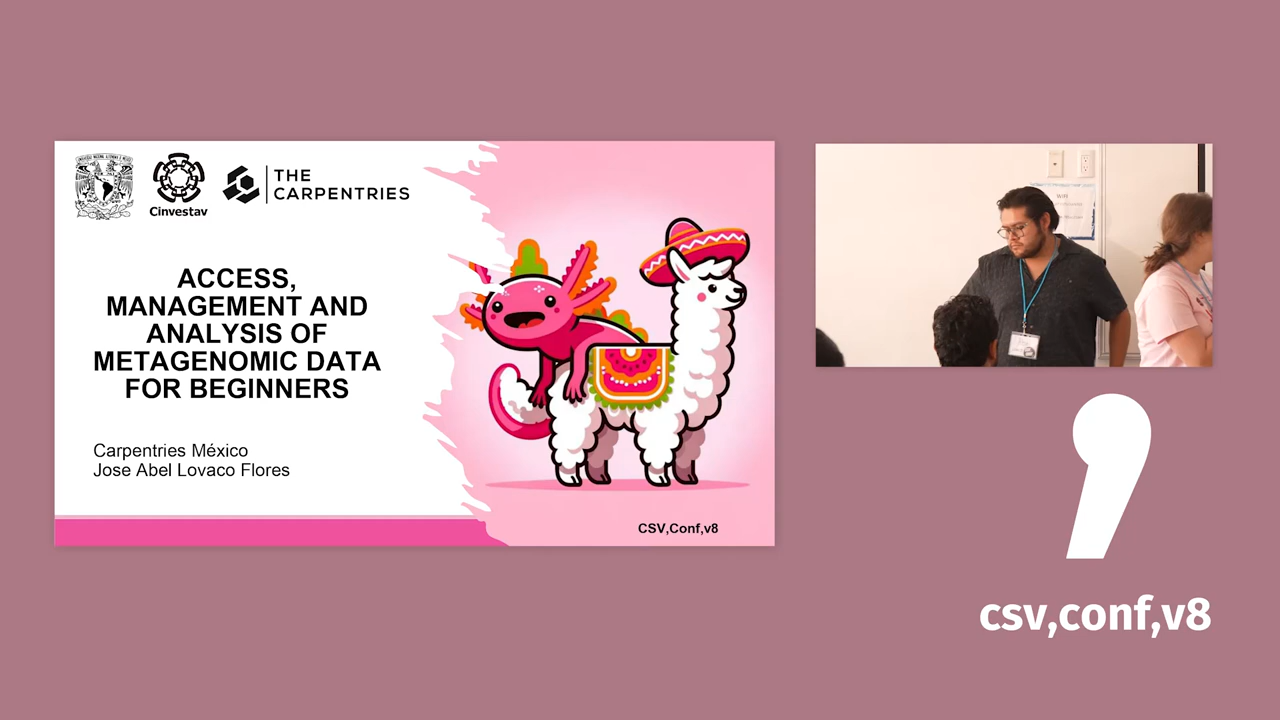 Cinvestav
THE
CARPENTRIES
ACCESS,
MANAGEMENT AND
ANALYSIS OF
METAGENOMIC DATA
FOR BEGINNERS
Carpentries México
Jose Abel Lovaco Flores
CSV,Conf,v8
csv,conf,v8